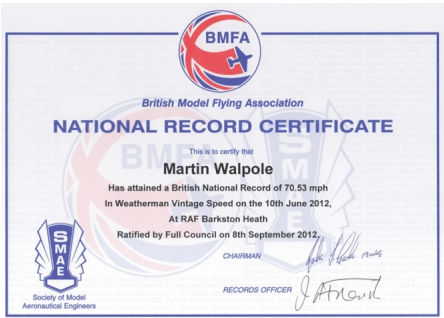 BMFA
British Model Flying Association
NATIONAL RECORD CERTIFICATE
This is to certify that
Martin Walpole
Has attained a British National Record of 70.53 mph
In Weatherman Vintage Speed on the 10th June 2012,
At RAF Barkston Heath
Ratified by Full Council on 8th September 2012,
CHAIRMAN
RECORDS OFFICER
SMAE
Society of Model
Aeronautical Engineers
BMFA
SMAE